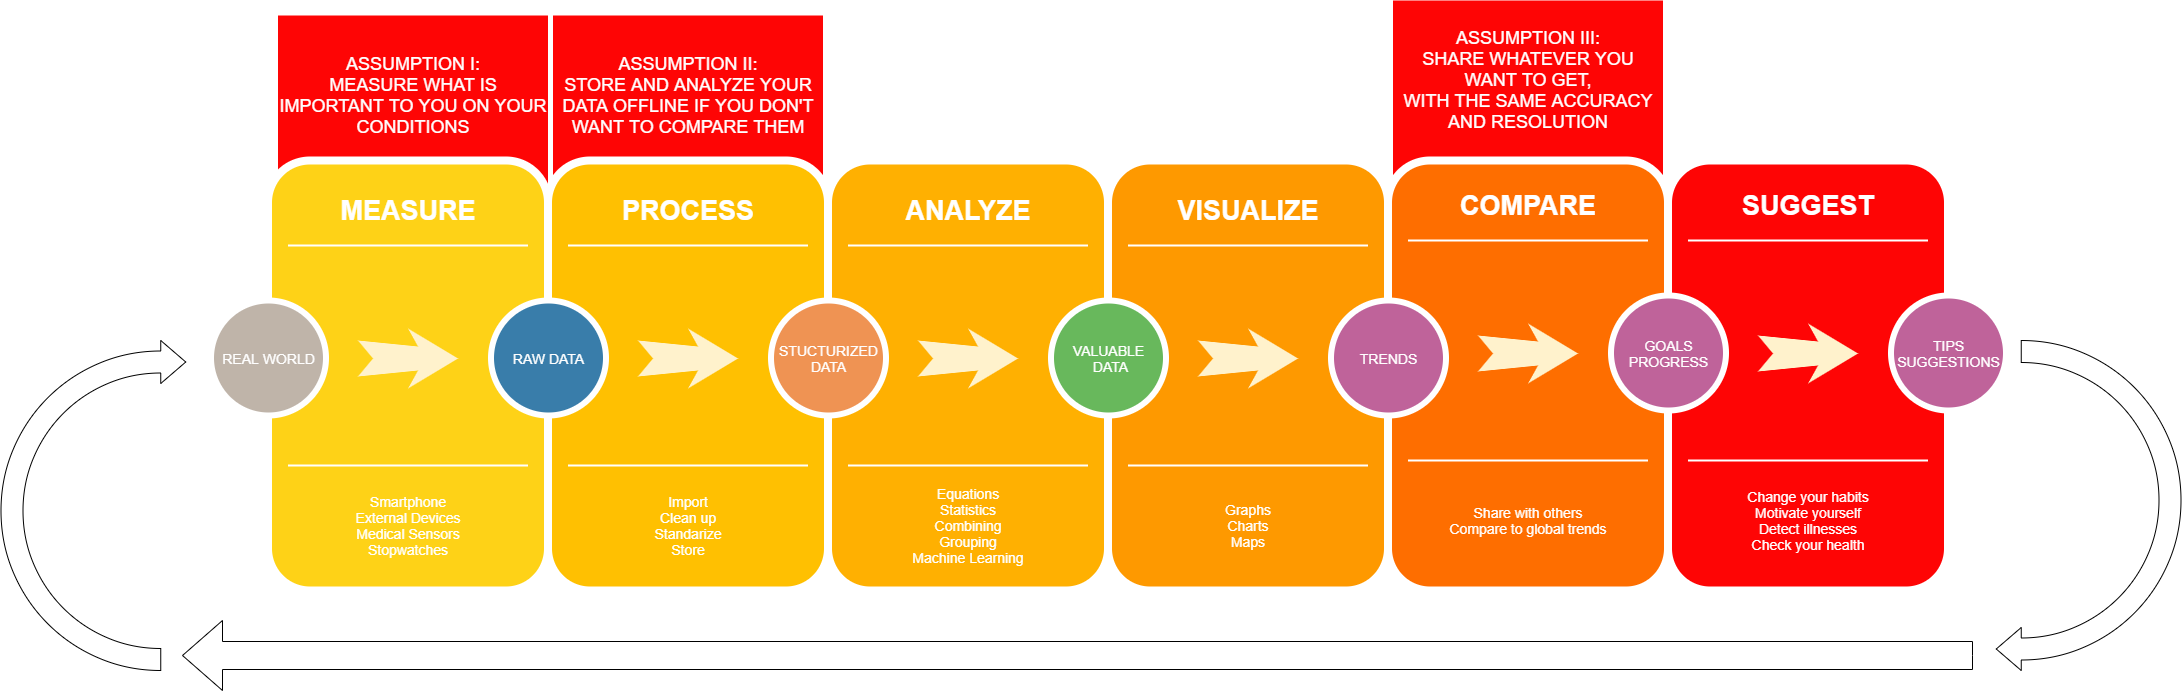 ASSUMPTION I:
MEASURE WHAT IS
IMPORTANT TO YOU ON YOUR
CONDITIONS
ASSUMPTION II:
STORE AND ANALYZE YOUR
DATA OFFLINE IF YOU DON'T
WANT TO COMPARE THEM
ASSUMPTION III:
SHARE WHATEVER YOU
WANT TO GET,
WITH THE SAME ACCURACY
AND RESOLUTION
MEASURE
PROCESS
ANALYZE
VISUALIZE
COMPARE
SUGGEST
REAL WORLD
RAW DATA
STUCTURIZED
DATA
VALUABLE
DATA
TRENDS
GOALS
PROGRESS
TIPS
SUGGESTIONS
Smartphone
External Devices
Medical Sensors
Stopwatches
Import
Clean up
Standarize
Store
Equations
Statistics
Combining
Grouping
Machine Learning
Graphs
Charts
Maps
Share with others
Compare to global trends
Change your habits
Motivate yourself
Detect illnesses
Check your health